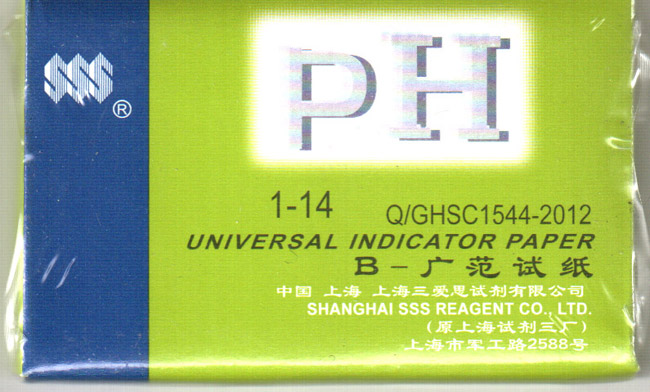 PH
SSS
®
1-14 Q/GHSC1544-2012
UNIVERSAL INDICATOR PAPER
B－广范试纸
中国 上海 上海三爱思试剂有限公司
SHANGHAI SSS REAGENT CO., LTD.
(原上海试剂三厂)
上海市军工路2588号